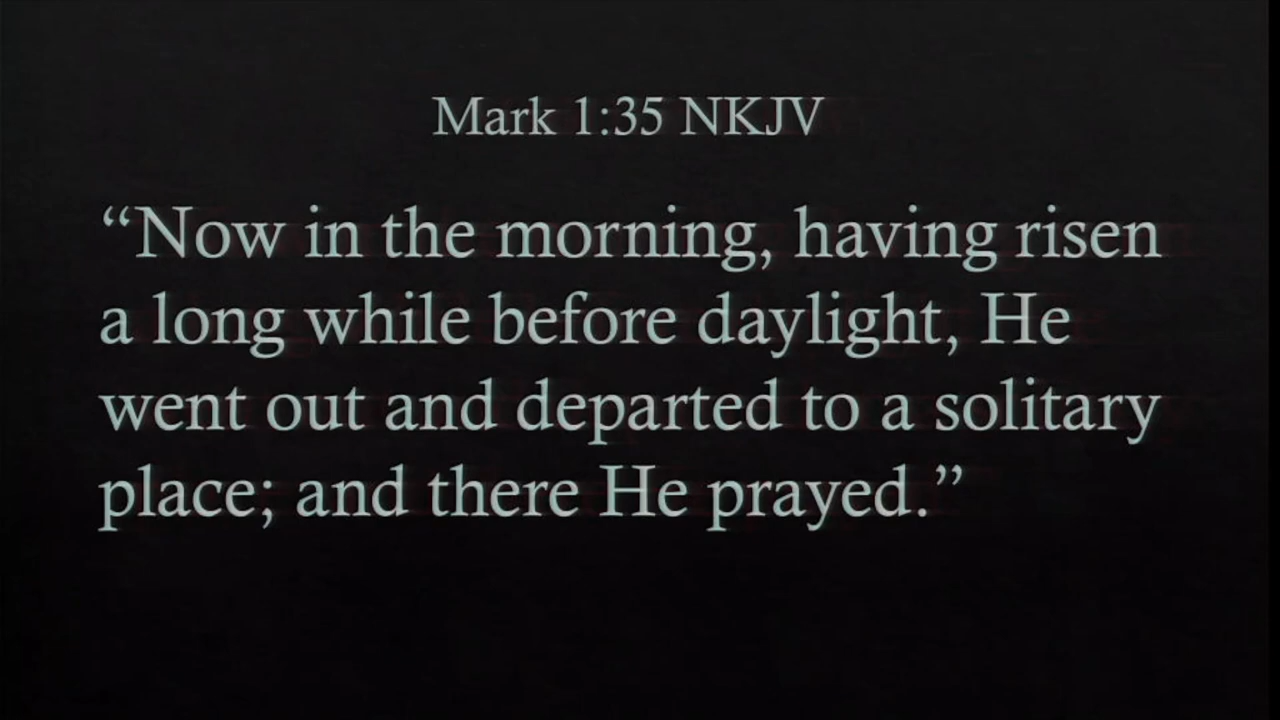 Mark 1:35 NKJV
“Now in the morning, having risen
a long while before daylight, He
went out and departed to a solitary
place; and there He prayed.”